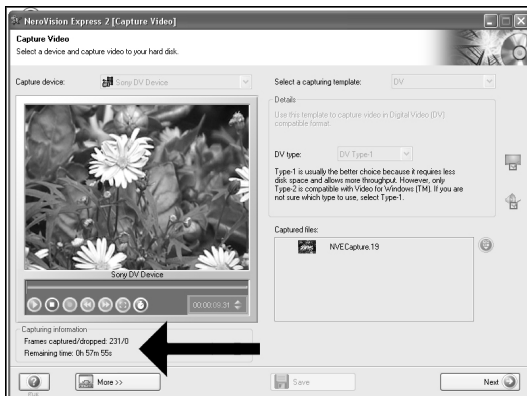 NeroVision Express 2 [Capture Video]
Capture Video
Select a device and capture video to your hard disk.
Capture device:
Sony DV Device
Sony DV Device
Capturing information
Frames captured/dropped: 231/0
Remaining time: 0h 57m 55s
Select a capturing template:
DV
Details
Use this template to capture video in Digital Video (DV)
compatible format.
DV type:
DV Type-1
Type-1 is usually the better choice because it requires less
disk space and allows more throughput. However, only
Type-2 is compatible with Video for Windows (TM). If you are
not sure which type to use, select Type-1.
Captured files:
NVECapture.19
More >>
Save
Next